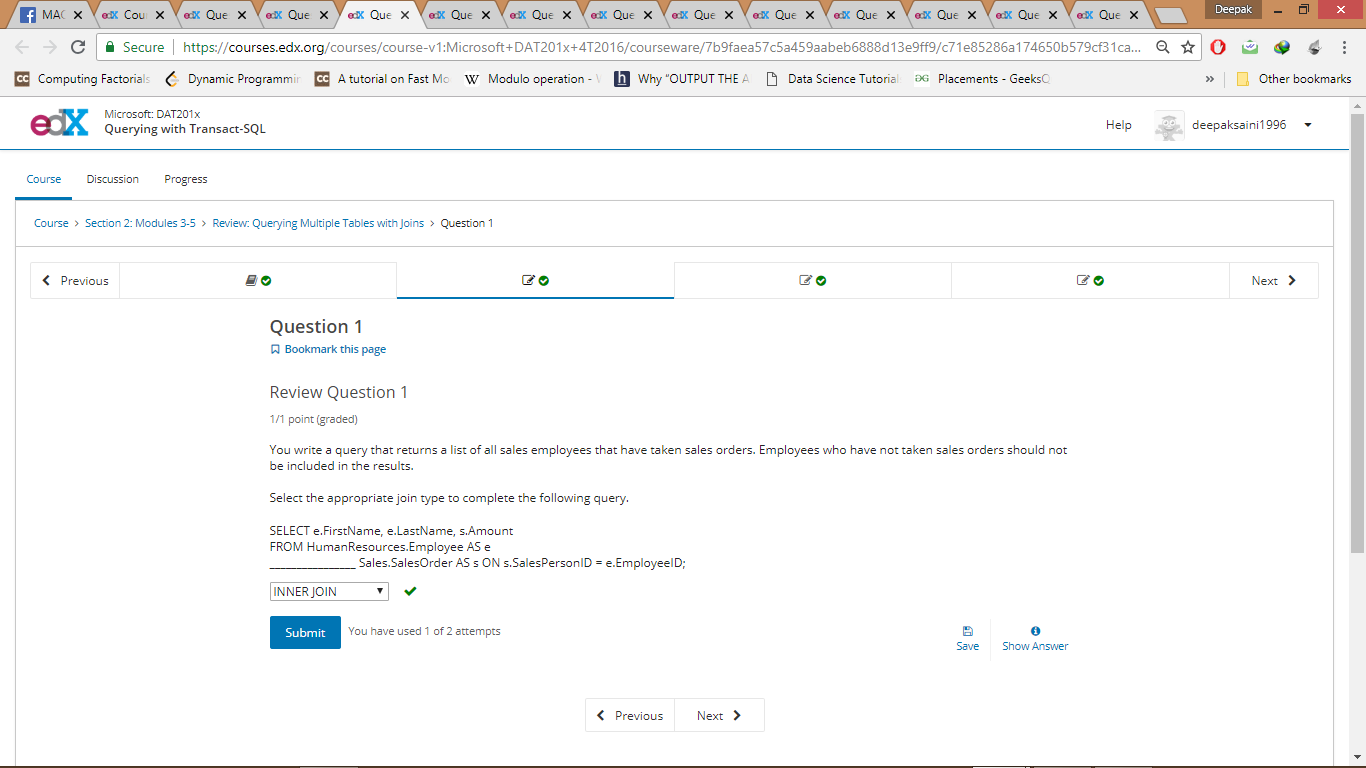 MAC
Cou
Que
Que
Que
Que
Que
Que
Que
Que
Que
Que
Que
Que
Deepak
Secure https://courses.edx.org/courses/course-v1:Microsoft+DAT201x+4T2016/courseware/7b9faea57c5a459aabeb6888d13e9ff9/c71e85286a174650b579cf31ca...
CC Computing Factorials Dynamic Programmin CC A tutorial on Fast Mo W Modulo operation - h Why "OUTPUT THE A Data Science Tutorial Placements - GeeksG » Other bookmarks
edX
Microsoft: DAT201x
Querying with Transact-SQL
Help deepaksaini1996
Course Discussion Progress
Course > Section 2: Modules 3-5 > Review: Querying Multiple Tables with Joins > Question 1
Previous Next
Question 1
Bookmark this page
Review Question 1
1/1 point (graded)
You write a query that returns a list of all sales employees that have taken sales orders. Employees who have not taken sales orders should not
be included in the results.
Select the appropriate join type to complete the following query.
SELECT e.FirstName, e.LastName, s.Amount
FROM HumanResources.Employee AS e
________________ Sales.SalesOrder AS s ON s.SalesPersonID = e.EmployeeID;
INNER JOIN
Submit You have used 1 of 2 attempts
Save Show Answer
Previous Next